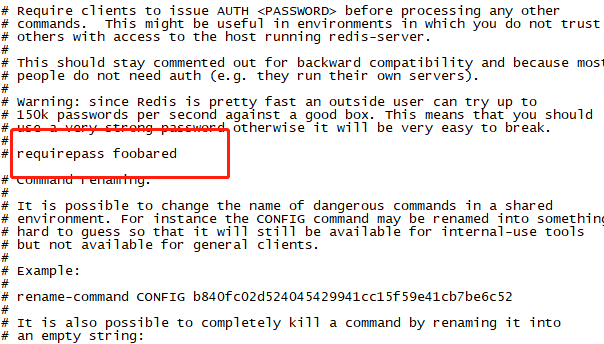 # Require clients to issue AUTH <PASSWORD> before processing any other
# commands.  This might be useful in environments in which you do not trust
# others with access to the host running redis-server.
#
# This should stay commented out for backward compatibility and because most
# people do not need auth (e.g. they run their own servers).
#
# Warning: since Redis is pretty fast an outside user can try up to
# 150k passwords per second against a good box. This means that you should
# use a very strong password otherwise it will be very easy to break.
#
# requirepass foobared
# Command renaming.
#
# It is possible to change the name of dangerous commands in a shared
# environment. For instance the CONFIG command may be renamed into something
# hard to guess so that it will still be available for internal-use tools
# but not available for general clients.
#
# Example:
#
# rename-command CONFIG b840fc02d524045429941cc15f59e41cb7be6c52
#
# It is also possible to completely kill a command by renaming it into
# an empty string: